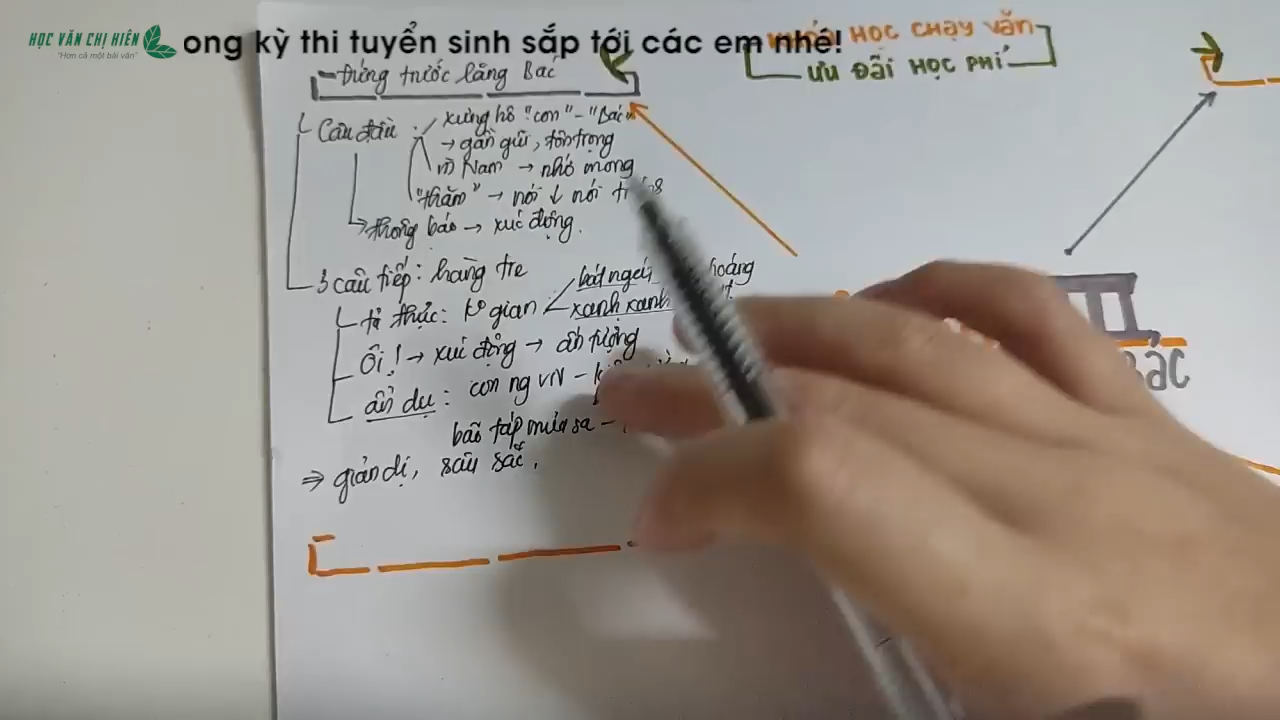 HỌC VĂN CHỊ HIÊN
"Hơn cả một bài văn"
ong kỳ thi tuyển sinh sắp tới các em nhé!
HỌC CHẠY VĂN
ƯU ĐÃI HỌC PHÍ
Đứng trước lăng Bác
Câu đầu: xưng hô "con" - "Bác"
→ gần gũi, tôn trọng
m Nam → nhớ mong
"thăm" → nói ↓ nói
thông báo → xúc động.
3 câu tiếp: hàng tre
tả thực: ko gian
bát ngát
xanh xanh
Ôi! → xúc động → ấn tượng
ẩn dụ: con ng VN -
bão táp mưa sa -
⇒ giản dị, sâu sắc,
BÁC